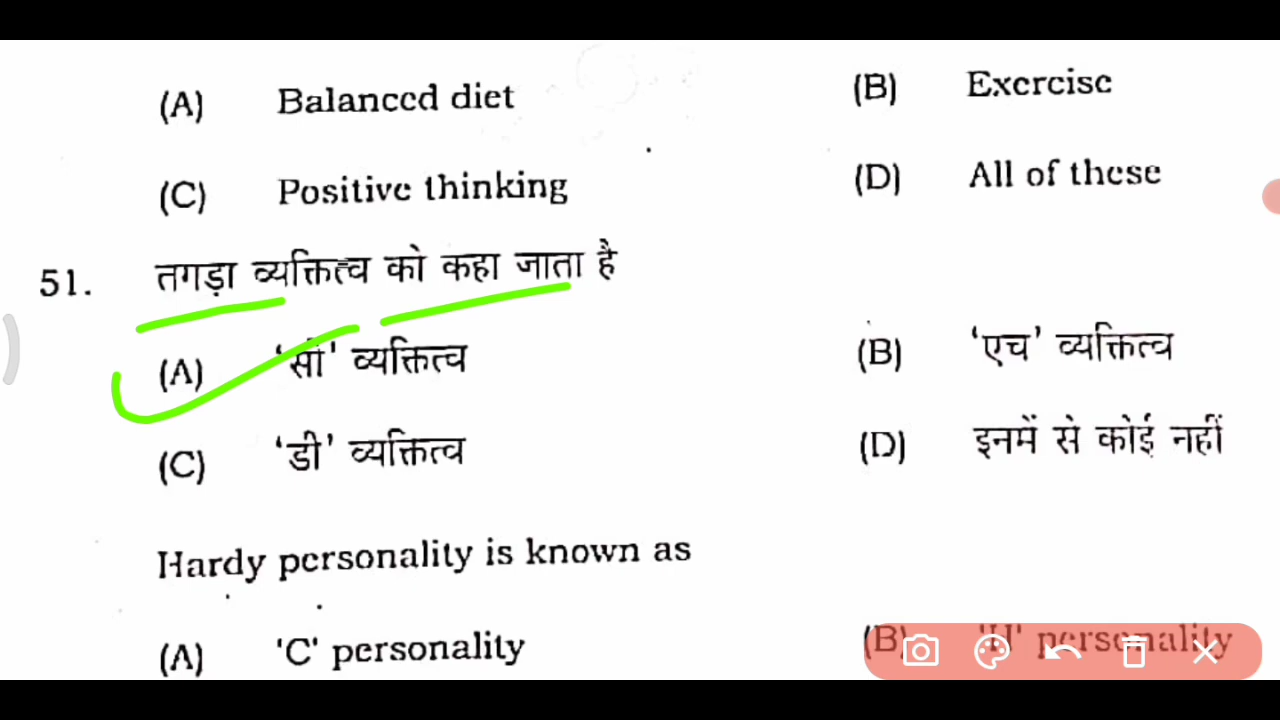 (A) Balanced diet (B) Exercise
(C) Positive thinking (D) All of these
51. तगड़ा व्यक्तित्व को कहा जाता है
(A) 'सी' व्यक्तित्व (B) 'एच' व्यक्तित्व
(C) 'डी' व्यक्तित्व (D) इनमें से कोई नहीं
Hardy personality is known as
(A) 'C' personality (B) 'H' personality